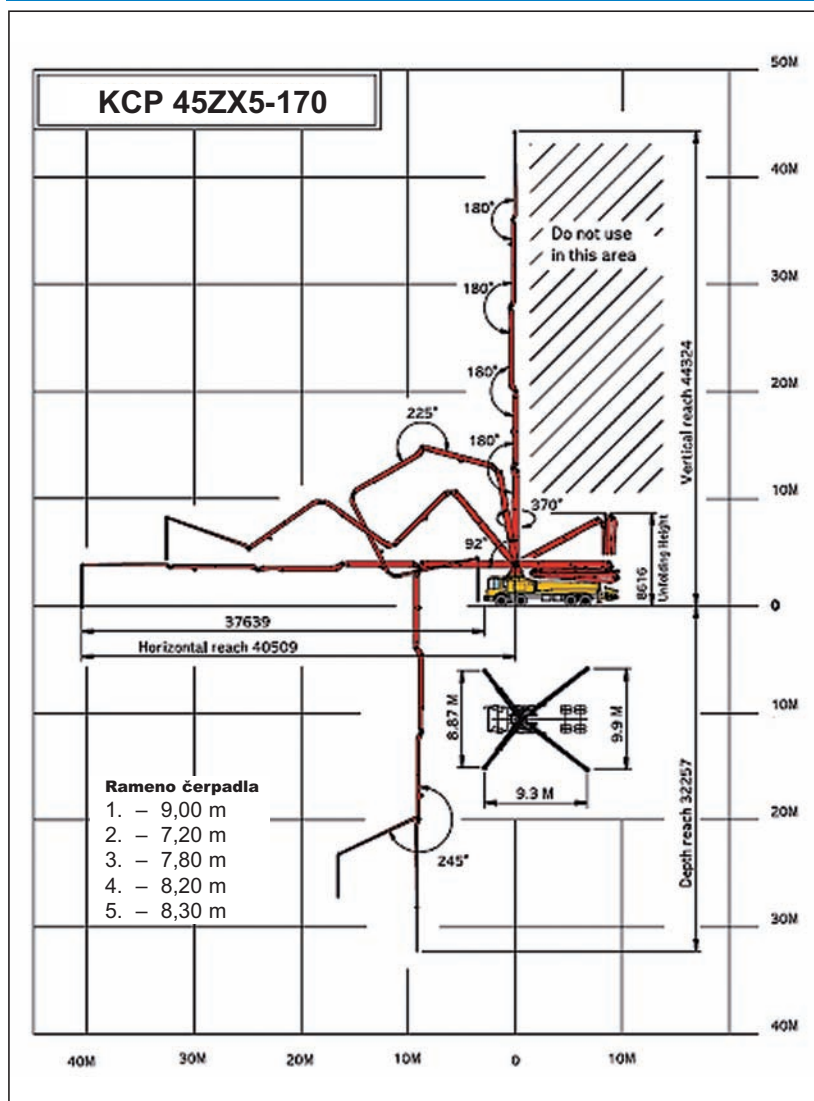 KCP 45ZX5-170
50M
40M
30M
20M
10M
0
10M
20M
30M
40M
180°
180°
180°
180°
225°
370°
92°
Do not use
in this area
Vertical reach 44324
8616
Unfolding Height
37639
Horizontal reach 40509
8.87 M
9.9 M
9.3 M
Depth reach 32257
245°
Rameno čerpadla
1. – 9,00 m
2. – 7,20 m
3. – 7,80 m
4. – 8,20 m
5. – 8,30 m
40M
30M
20M
10M
0
10M